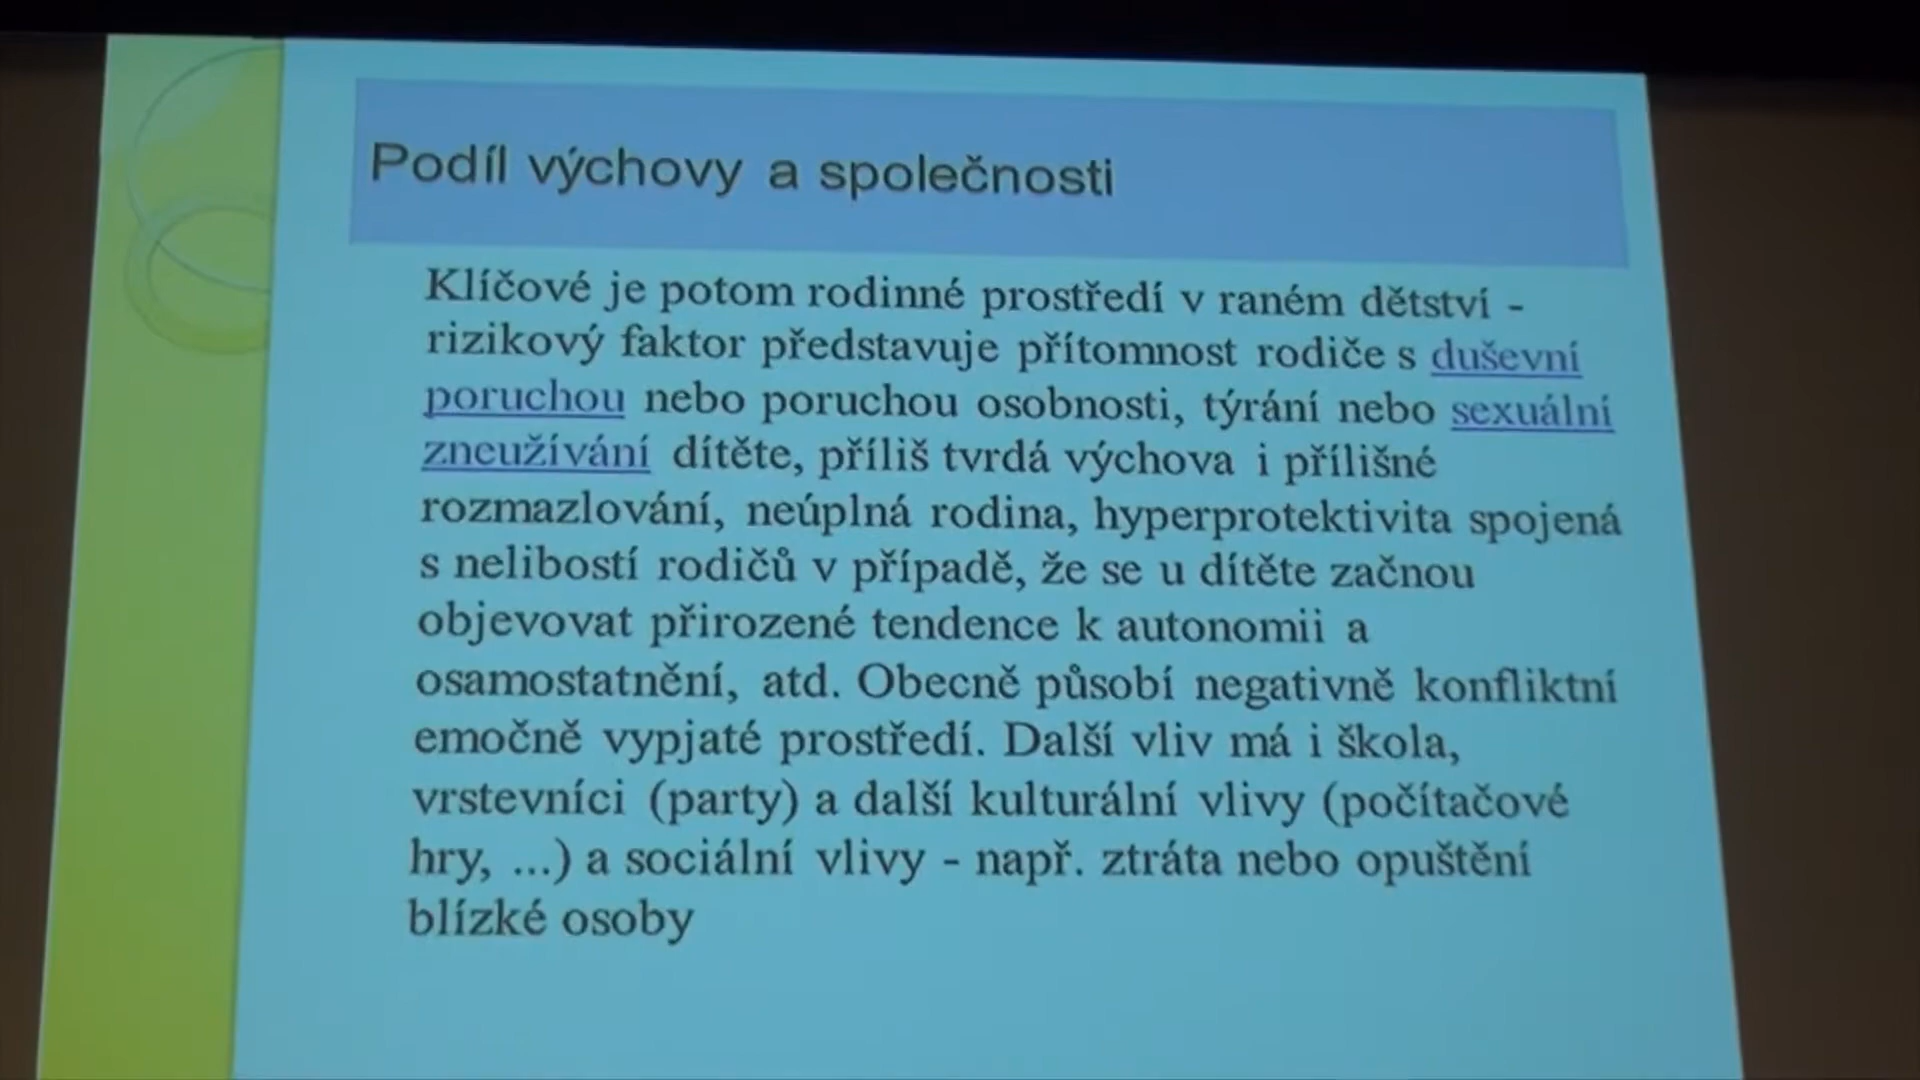 Podíl výchovy a společnosti
Klíčové je potom rodinné prostředí v raném dětství -
rizikový faktor představuje přítomnost rodiče s duševní
poruchou nebo poruchou osobnosti, týrání nebo sexuální
zneužívání dítěte, příliš tvrdá výchova i přílišné
rozmazlování, neúplná rodina, hyperprotektivita spojená
s nelibostí rodičů v případě, že se u dítěte začnou
objevovat přirozené tendence k autonomii a
osamostatnění, atd. Obecně působí negativně konfliktní
emočně vypjaté prostředí. Další vliv má i škola,
vrstevníci (party) a další kulturální vlivy (počítačové
hry, ...) a sociální vlivy - např. ztráta nebo opuštění
blízké osoby